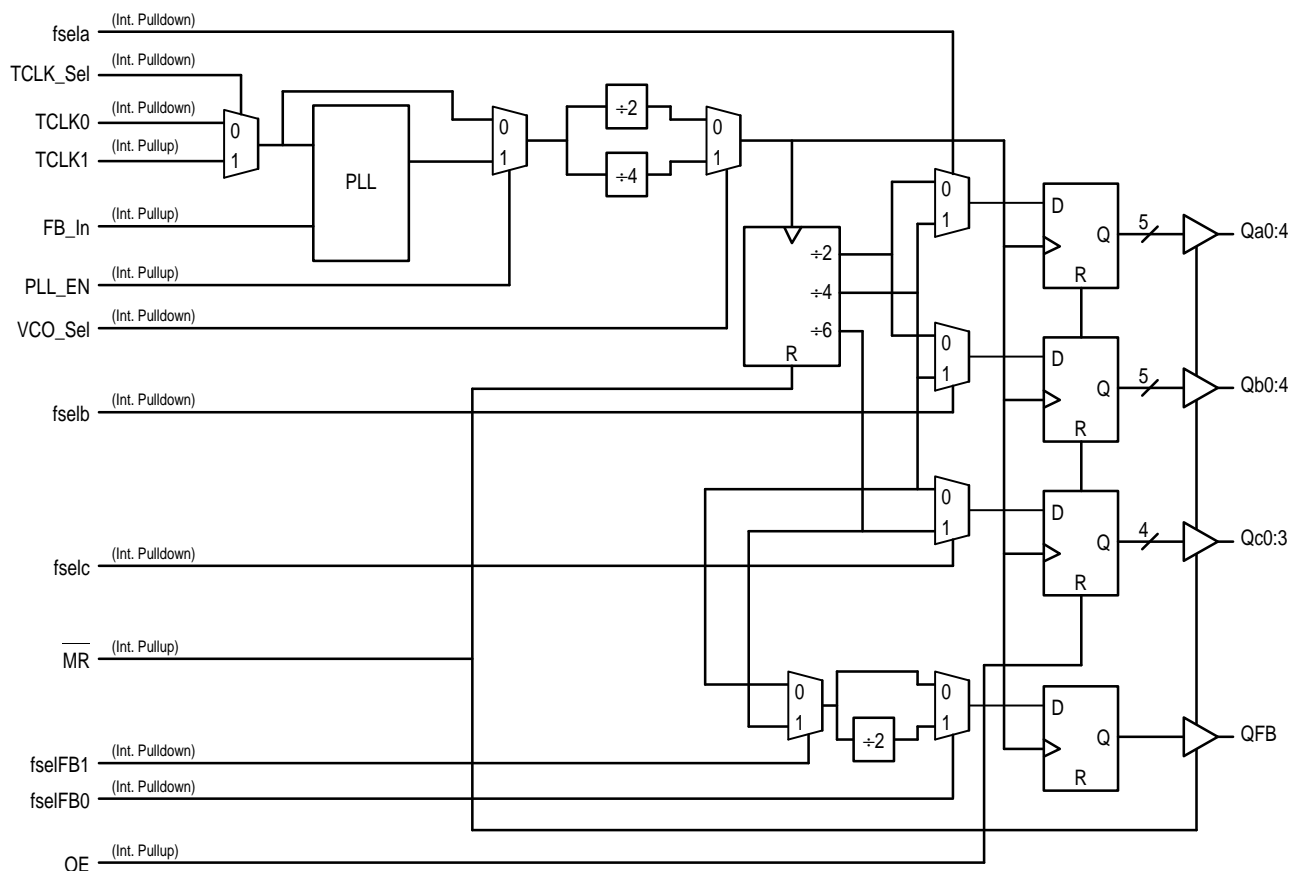 fsela (Int. Pulldown)
TCLK_Sel (Int. Pulldown)
TCLK0 (Int. Pulldown)
TCLK1 (Int. Pullup)
FB_In (Int. Pullup)
PLL_EN (Int. Pullup)
VCO_Sel (Int. Pulldown)
fselb (Int. Pulldown)
fselc (Int. Pulldown)
MR (Int. Pullup)
fselFB1 (Int. Pulldown)
fselFB0 (Int. Pulldown)
OE (Int. Pullup)
0
1
PLL
0
1
÷2
÷4
0
1
÷2
÷4
÷6
R
0
1
D
Q
R
5
Qa0:4
0
1
D
Q
R
5
Qb0:4
0
1
D
Q
R
4
Qc0:3
0
1
÷2
0
1
D
Q
R
QFB